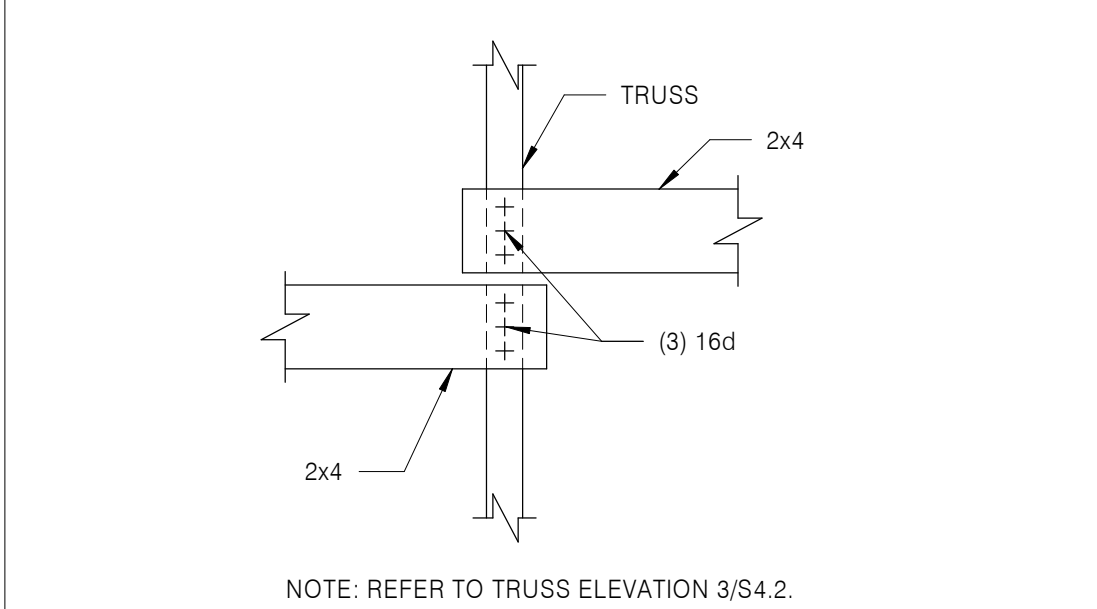 TRUSS
2x4
(3) 16d
2x4
NOTE: REFER TO TRUSS ELEVATION 3/S4.2.